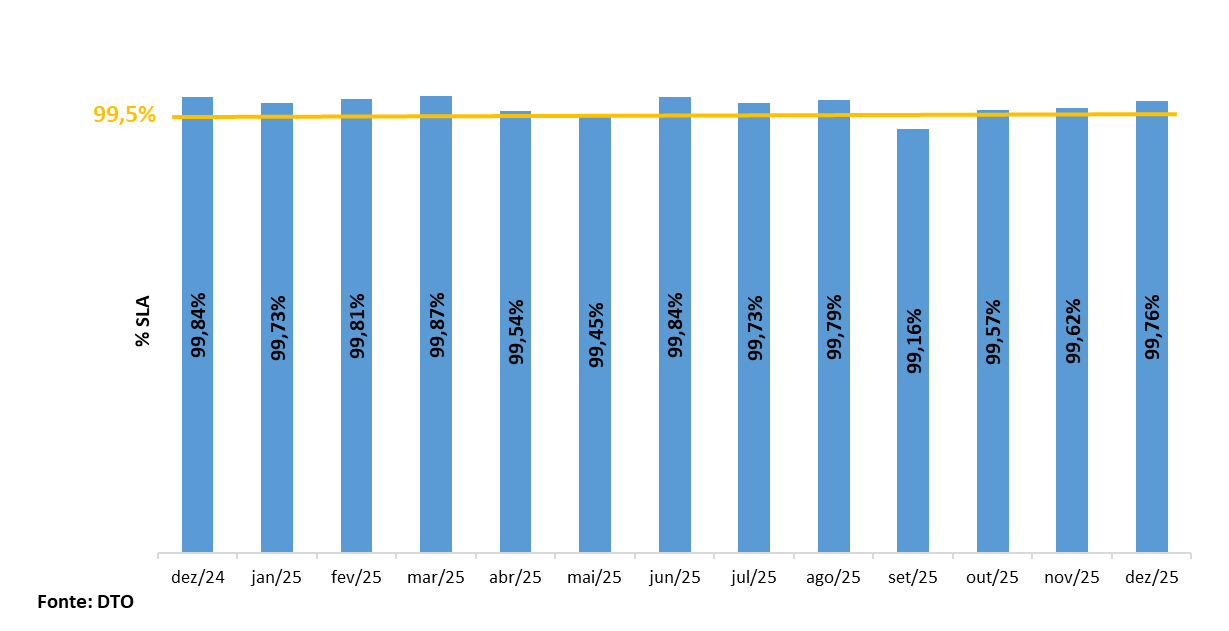 99,5%
% SLA
99,84%
99,73%
99,81%
99,87%
99,54%
99,45%
99,84%
99,73%
99,79%
99,16%
99,57%
99,62%
99,76%
dez/24
jan/25
fev/25
mar/25
abr/25
mai/25
jun/25
jul/25
ago/25
set/25
out/25
nov/25
dez/25
Fonte: DTO